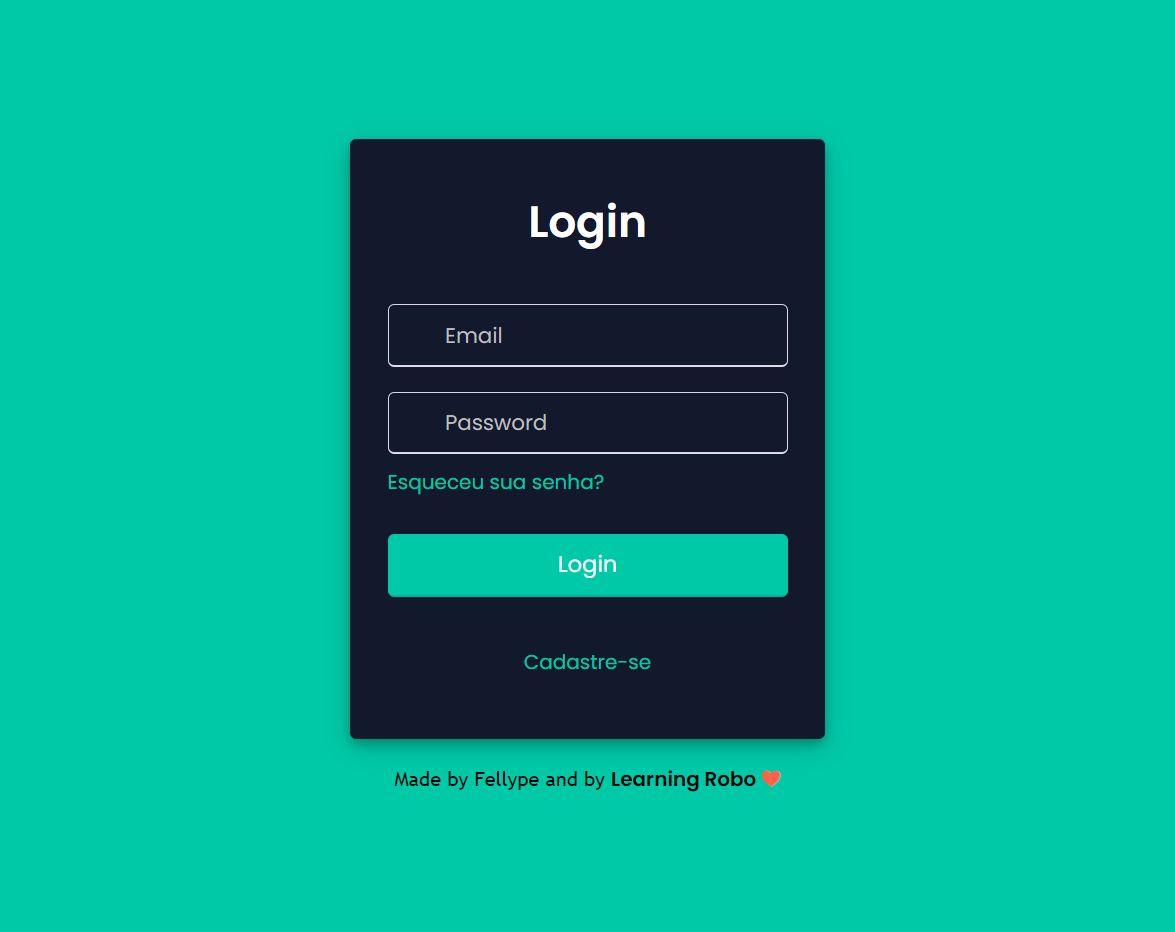 Login
Email
Password
Esqueceu sua senha?
Login
Cadastre-se
Made by Fellype and by Learning Robo 🧡